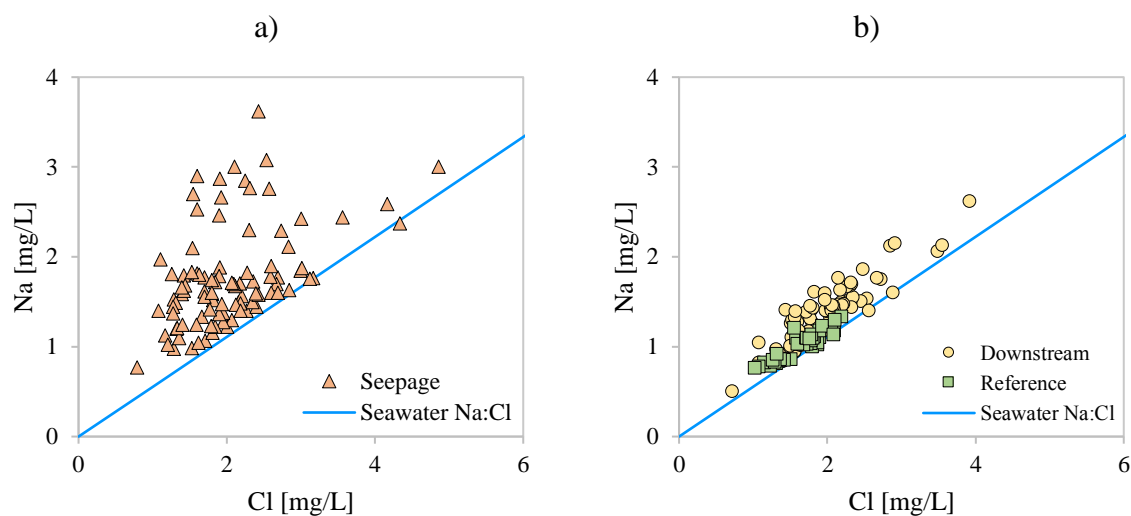 a)
4
3
2
1
0
Na [mg/L]
Seepage
Seawater Na:Cl
0 2 4 6
Cl [mg/L]
b)
4
3
2
1
0
Na [mg/L]
Downstream
Reference
Seawater Na:Cl
0 2 4 6
Cl [mg/L]